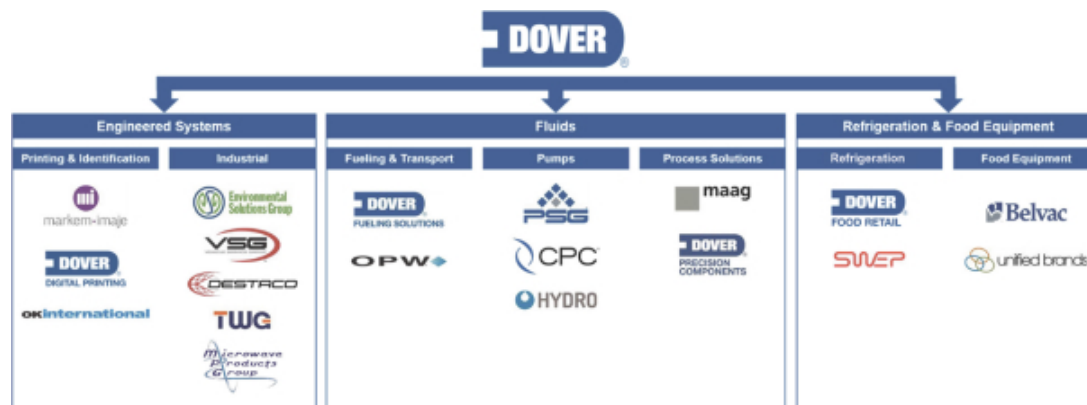 DOVER
®
Engineered Systems
Fluids
Refrigeration & Food Equipment
Printing & Identification
Industrial
Fueling & Transport
Pumps
Process Solutions
Refrigeration
Food Equipment
mi
markem-imaje
DOVER
DIGITAL PRINTING
OKinternational
ESG Environmental
Solutions Group
VSG
DESTACO
TWG
Microwave
Products
Group
DOVER
FUELING SOLUTIONS
OPW
PSG
CPC
HYDRO
maag
DOVER
PRECISION
COMPONENTS
DOVER
FOOD RETAIL
SWEP
Belvac
unified brands